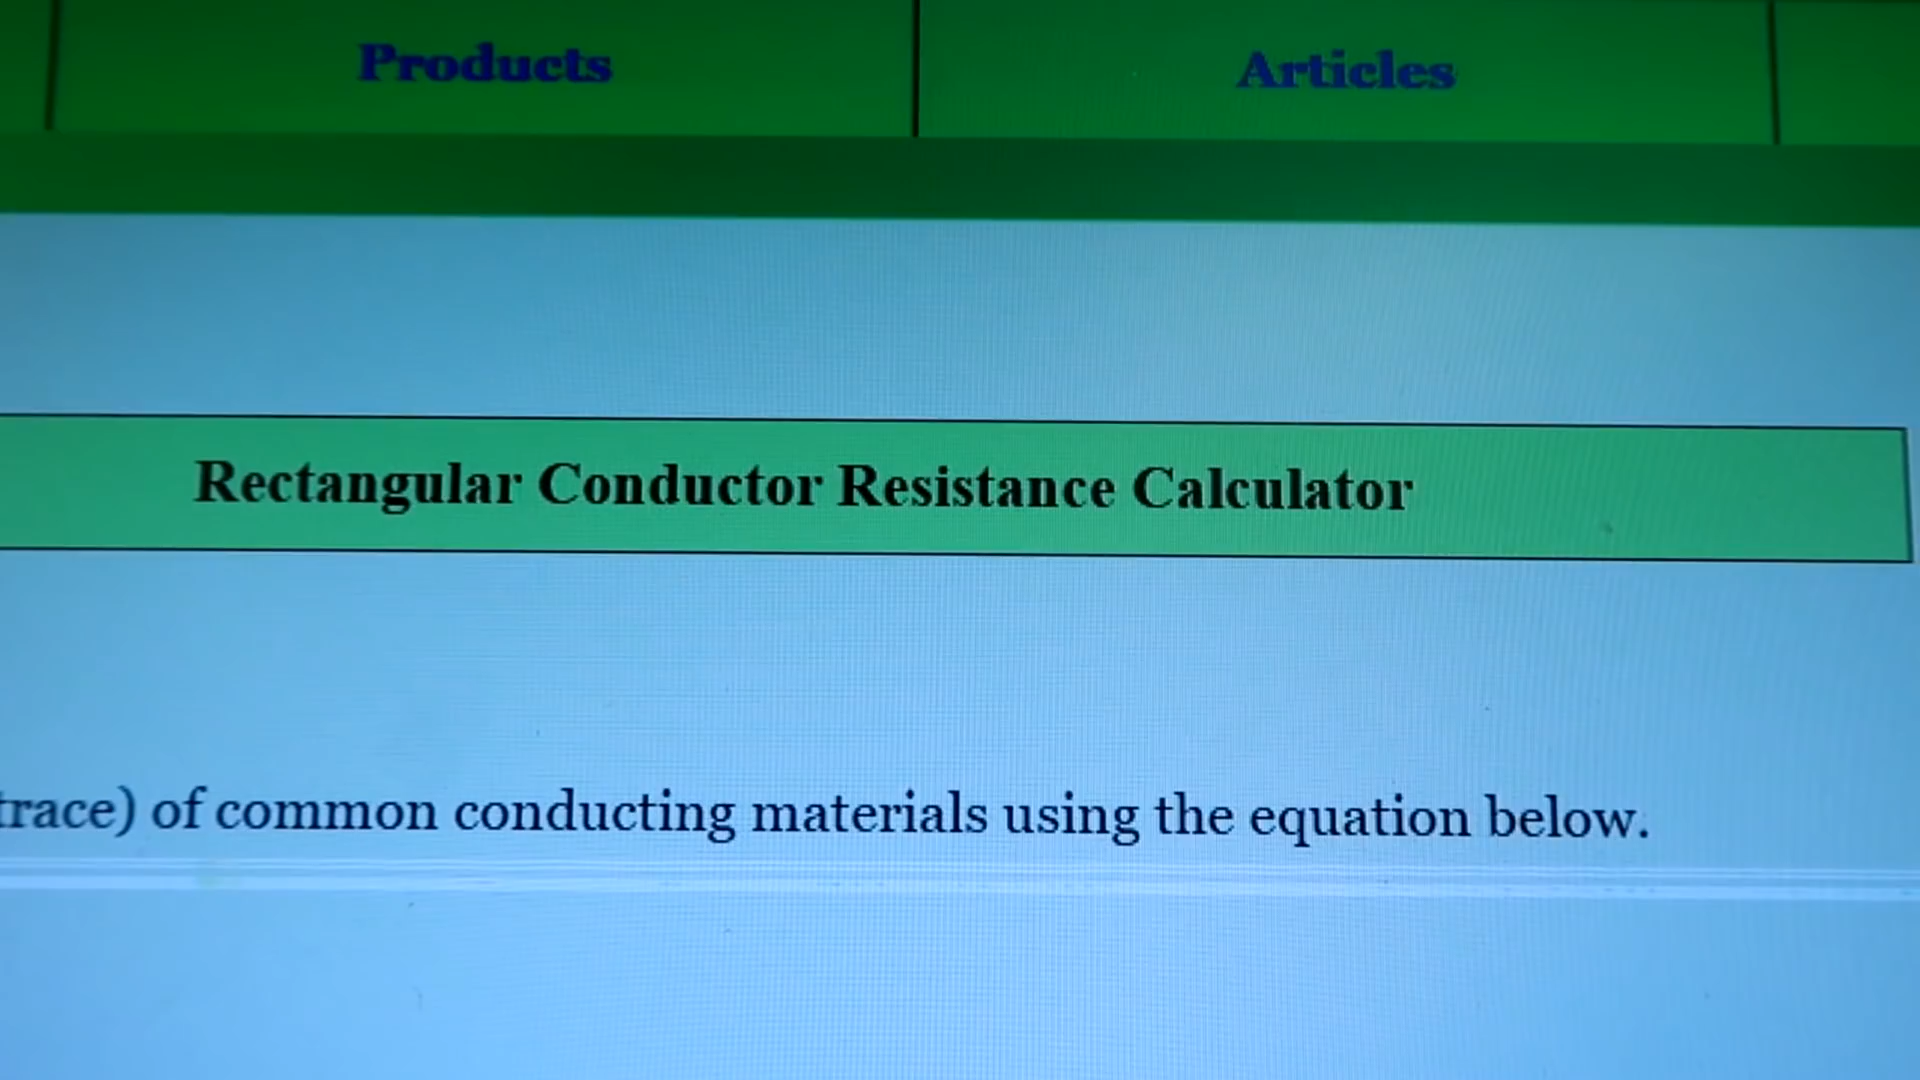 Products Articles
Rectangular Conductor Resistance Calculator
trace) of common conducting materials using the equation below.